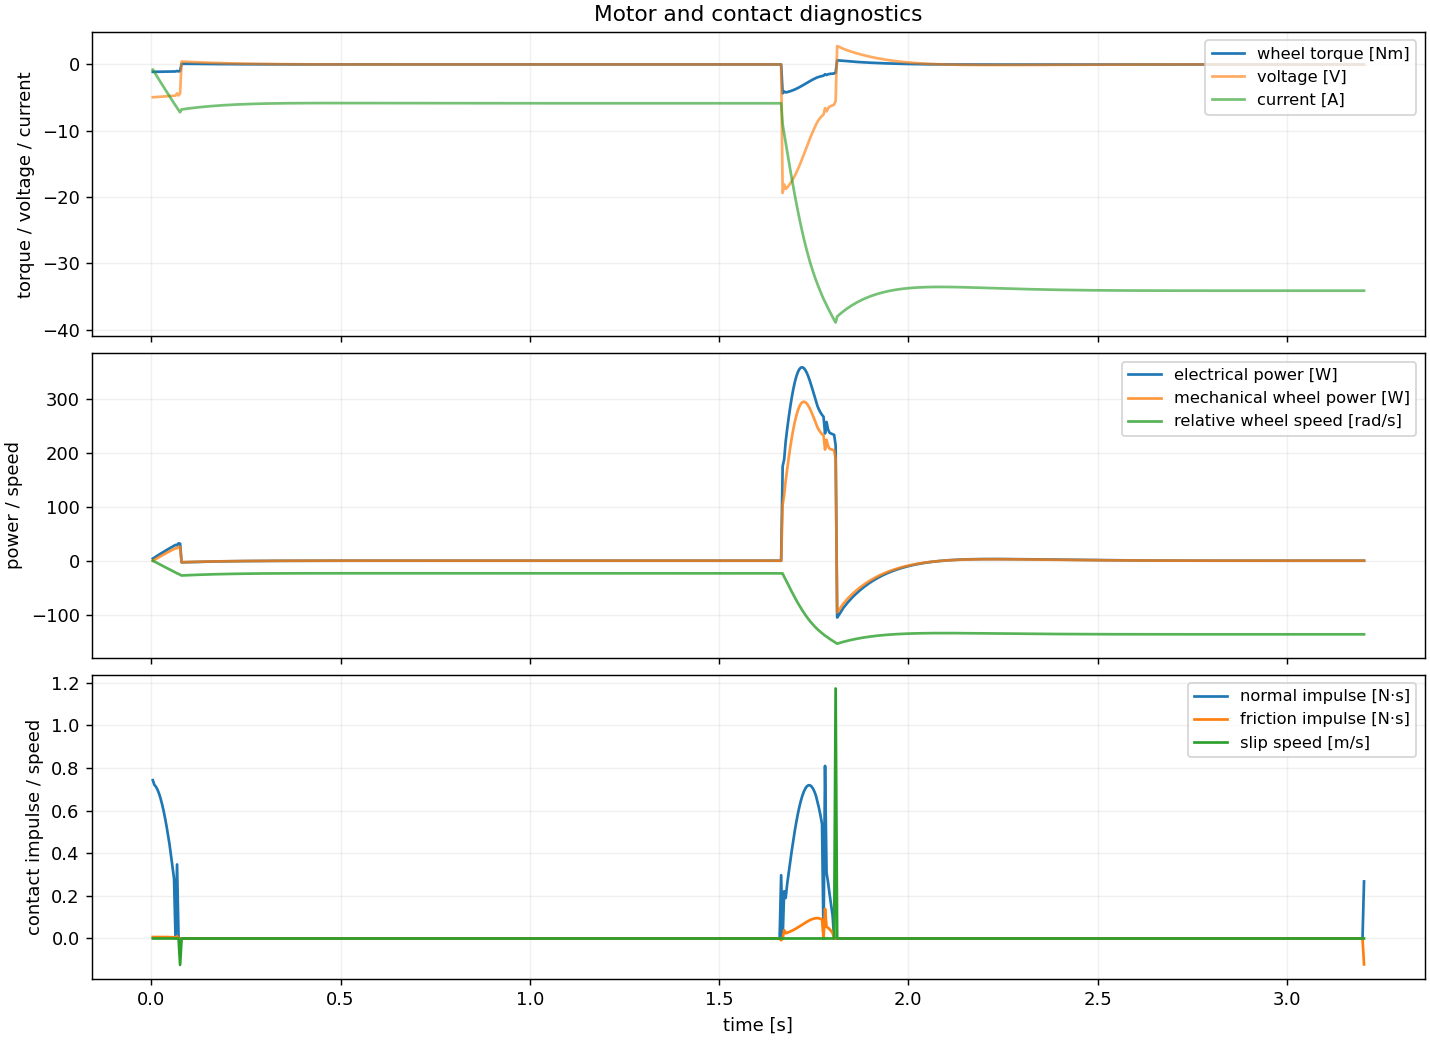 Motor and contact diagnostics
torque / voltage / current
0
−10
−20
−30
−40
wheel torque [Nm]
voltage [V]
current [A]
power / speed
300
200
100
0
−100
electrical power [W]
mechanical wheel power [W]
relative wheel speed [rad/s]
contact impulse / speed
1.2
1.0
0.8
0.6
0.4
0.2
0.0
normal impulse [N·s]
friction impulse [N·s]
slip speed [m/s]
0.0 0.5 1.0 1.5 2.0 2.5 3.0
time [s]